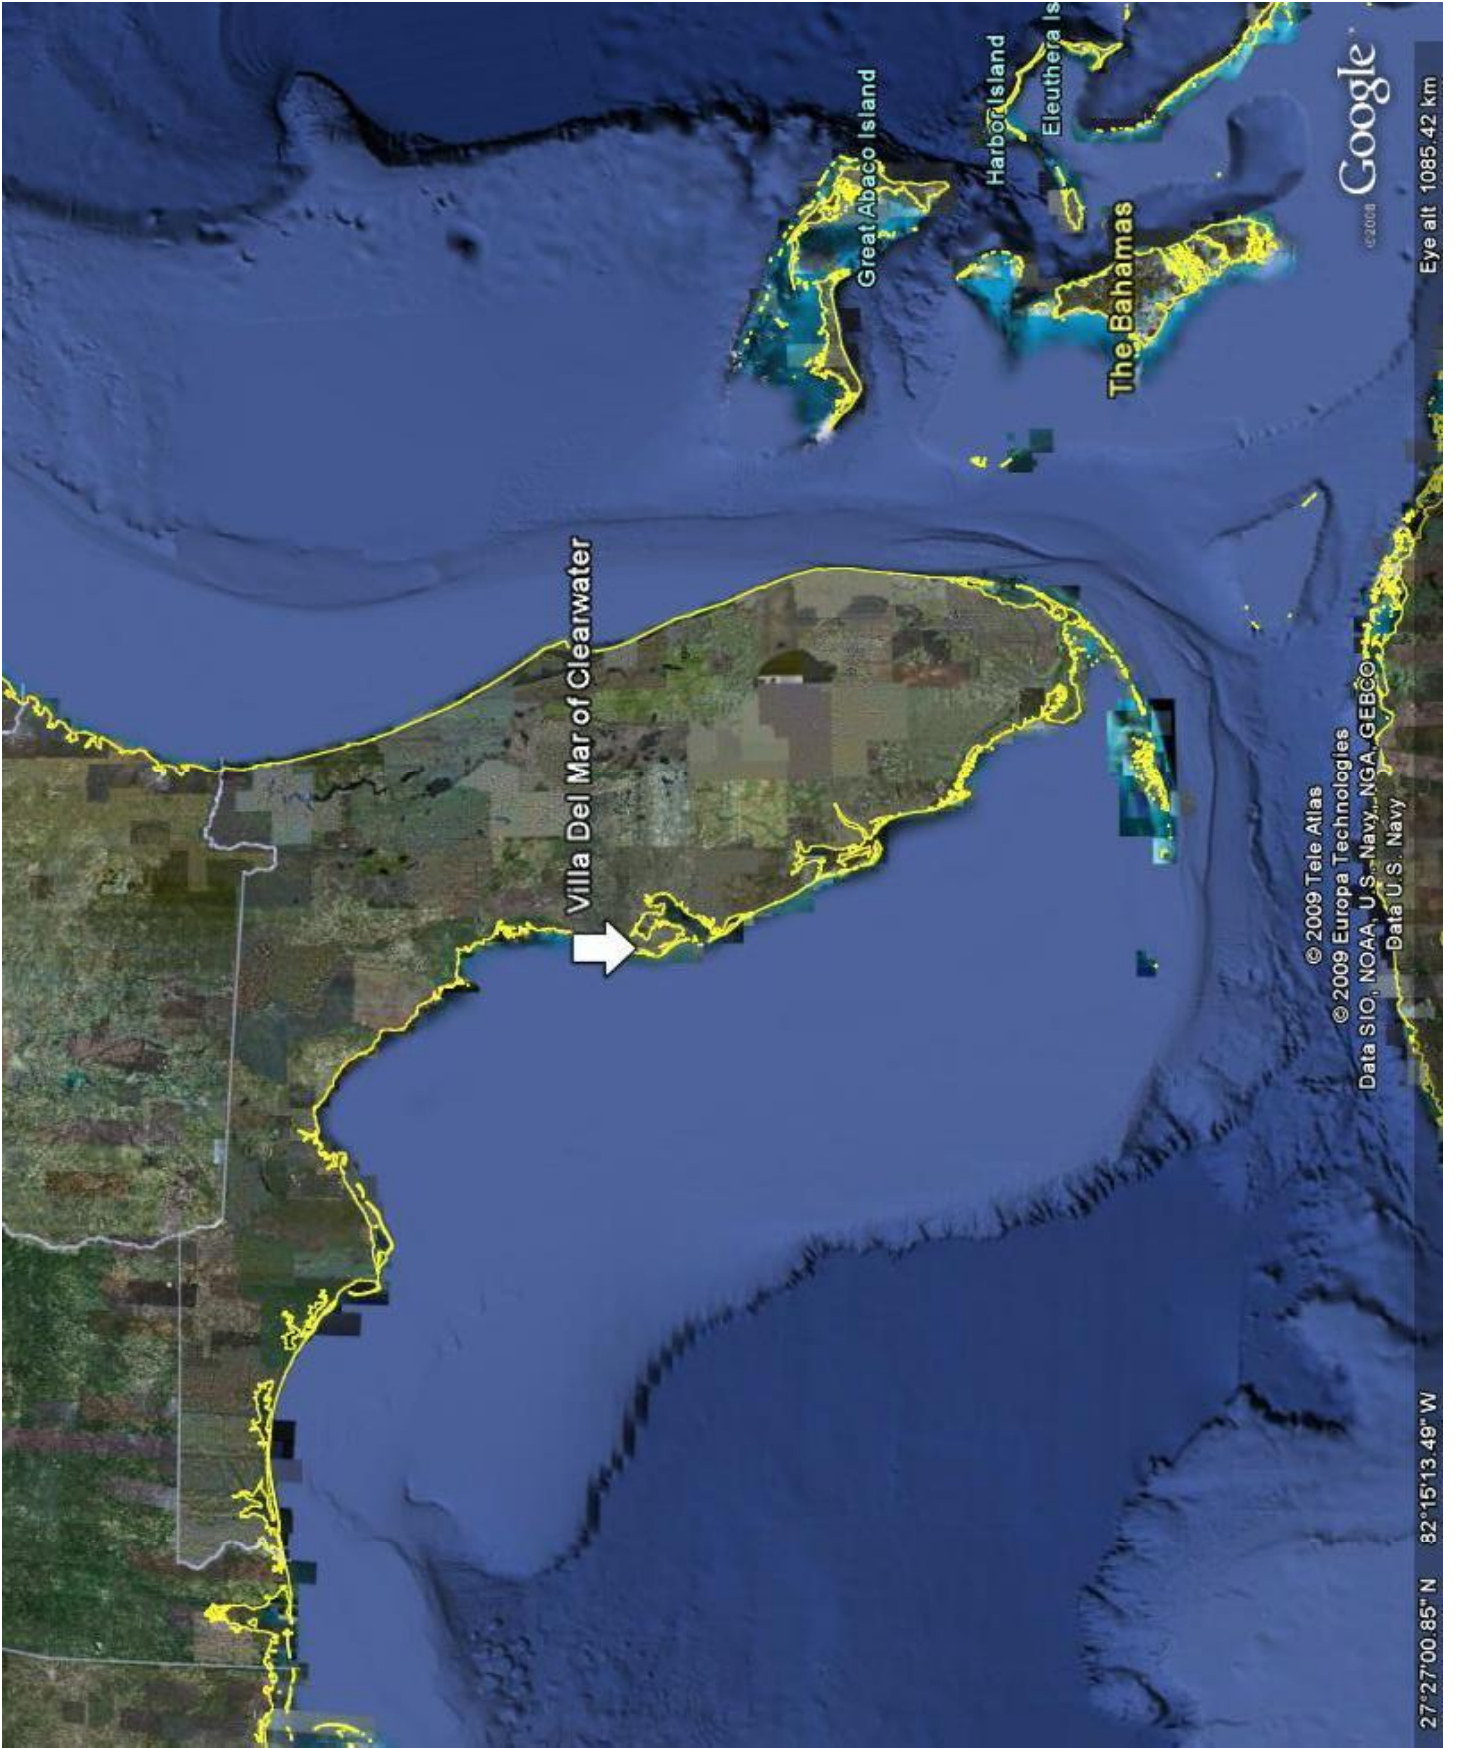 Villa Del Mar of Clearwater
Great Abaco Island
Harbor Island
Eleuthera Is
The Bahamas
© 2009 Tele Atlas
© 2009 Europa Technologies
Data SIO, NOAA, U.S. Navy, NGA, GEBCO
Data U.S. Navy
©2008 Google™
27°27'00.85" N 82°15'13.49" W
Eye alt 1085.42 km